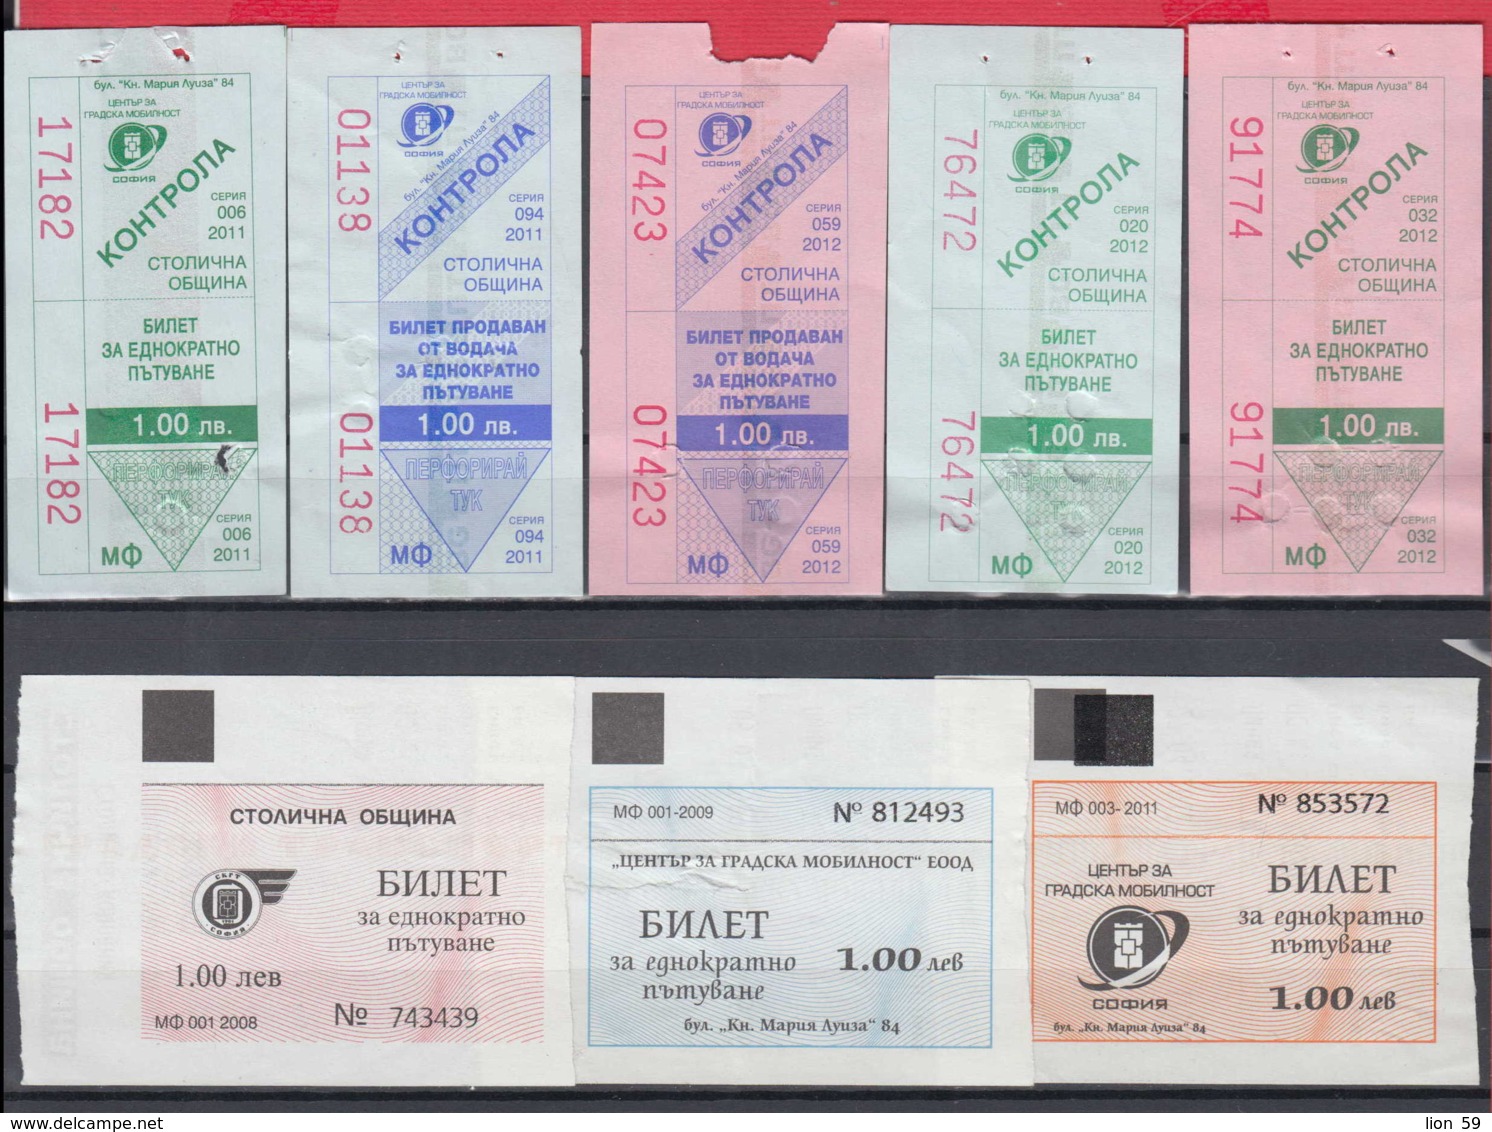 17182
бул. "Кн. Мария Луиза" 84
ЦЕНТЪР ЗА
ГРАДСКА МОБИЛНОСТ
СОФИЯ
КОНТРОЛА
СЕРИЯ
006
2011
СТОЛИЧНА
ОБЩИНА
БИЛЕТ
ЗА ЕДНОКРАТНО
ПЪТУВАНЕ
17182
1.00 лв.
ПЕРФОРИРАЙ
ТУК
СЕРИЯ
006
2011
МФ
01138
ЦЕНТЪР ЗА
ГРАДСКА МОБИЛНОСТ
СОФИЯ
бул. "Кн. Мария Луиза" 84
КОНТРОЛА
СЕРИЯ
094
2011
СТОЛИЧНА
ОБЩИНА
БИЛЕТ ПРОДАВАН
ОТ ВОДАЧА
ЗА ЕДНОКРАТНО
ПЪТУВАНЕ
01138
1.00 лв.
ПЕРФОРИРАЙ
ТУК
СЕРИЯ
094
2011
МФ
07423
ЦЕНТЪР ЗА
ГРАДСКА МОБИЛНОСТ
СОФИЯ
бул. "Кн. Мария Луиза" 84
КОНТРОЛА
СЕРИЯ
059
2012
СТОЛИЧНА
ОБЩИНА
БИЛЕТ ПРОДАВАН
ОТ ВОДАЧА
ЗА ЕДНОКРАТНО
ПЪТУВАНЕ
07423
1.00 лв.
ПЕРФОРИРАЙ
ТУК
СЕРИЯ
059
2012
МФ
76472
бул. "Кн. Мария Луиза" 84
ЦЕНТЪР ЗА
ГРАДСКА МОБИЛНОСТ
СОФИЯ
КОНТРОЛА
СЕРИЯ
020
2012
СТОЛИЧНА
ОБЩИНА
БИЛЕТ
ЗА ЕДНОКРАТНО
ПЪТУВАНЕ
76472
1.00 лв.
ПЕРФОРИРАЙ
ТУК
СЕРИЯ
020
2012
МФ
91774
бул. "Кн. Мария Луиза" 84
ЦЕНТЪР ЗА
ГРАДСКА МОБИЛНОСТ
СОФИЯ
КОНТРОЛА
СЕРИЯ
032
2012
СТОЛИЧНА
ОБЩИНА
БИЛЕТ
ЗА ЕДНОКРАТНО
ПЪТУВАНЕ
91774
1.00 лв.
ПЕРФОРИРАЙ
ТУК
СЕРИЯ
032
2012
МФ
СТОЛИЧНА ОБЩИНА
СКГТ
СОФИЯ
БИЛЕТ
за еднократно
пътуване
1.00 лев
МФ 001 2008
№ 743439
МФ 001-2009
№ 812493
„ЦЕНТЪР ЗА ГРАДСКА МОБИЛНОСТ“ ЕООД
БИЛЕТ
за еднократно
пътуване
1.00 лев
бул. „Кн. Мария Луиза“ 84
МФ 003- 2011
№ 853572
ЦЕНТЪР ЗА
ГРАДСКА МОБИЛНОСТ
СОФИЯ
БИЛЕТ
за еднократно
пътуване
1.00 лев
бул. „Кн. Мария Луиза“ 84
lion 59